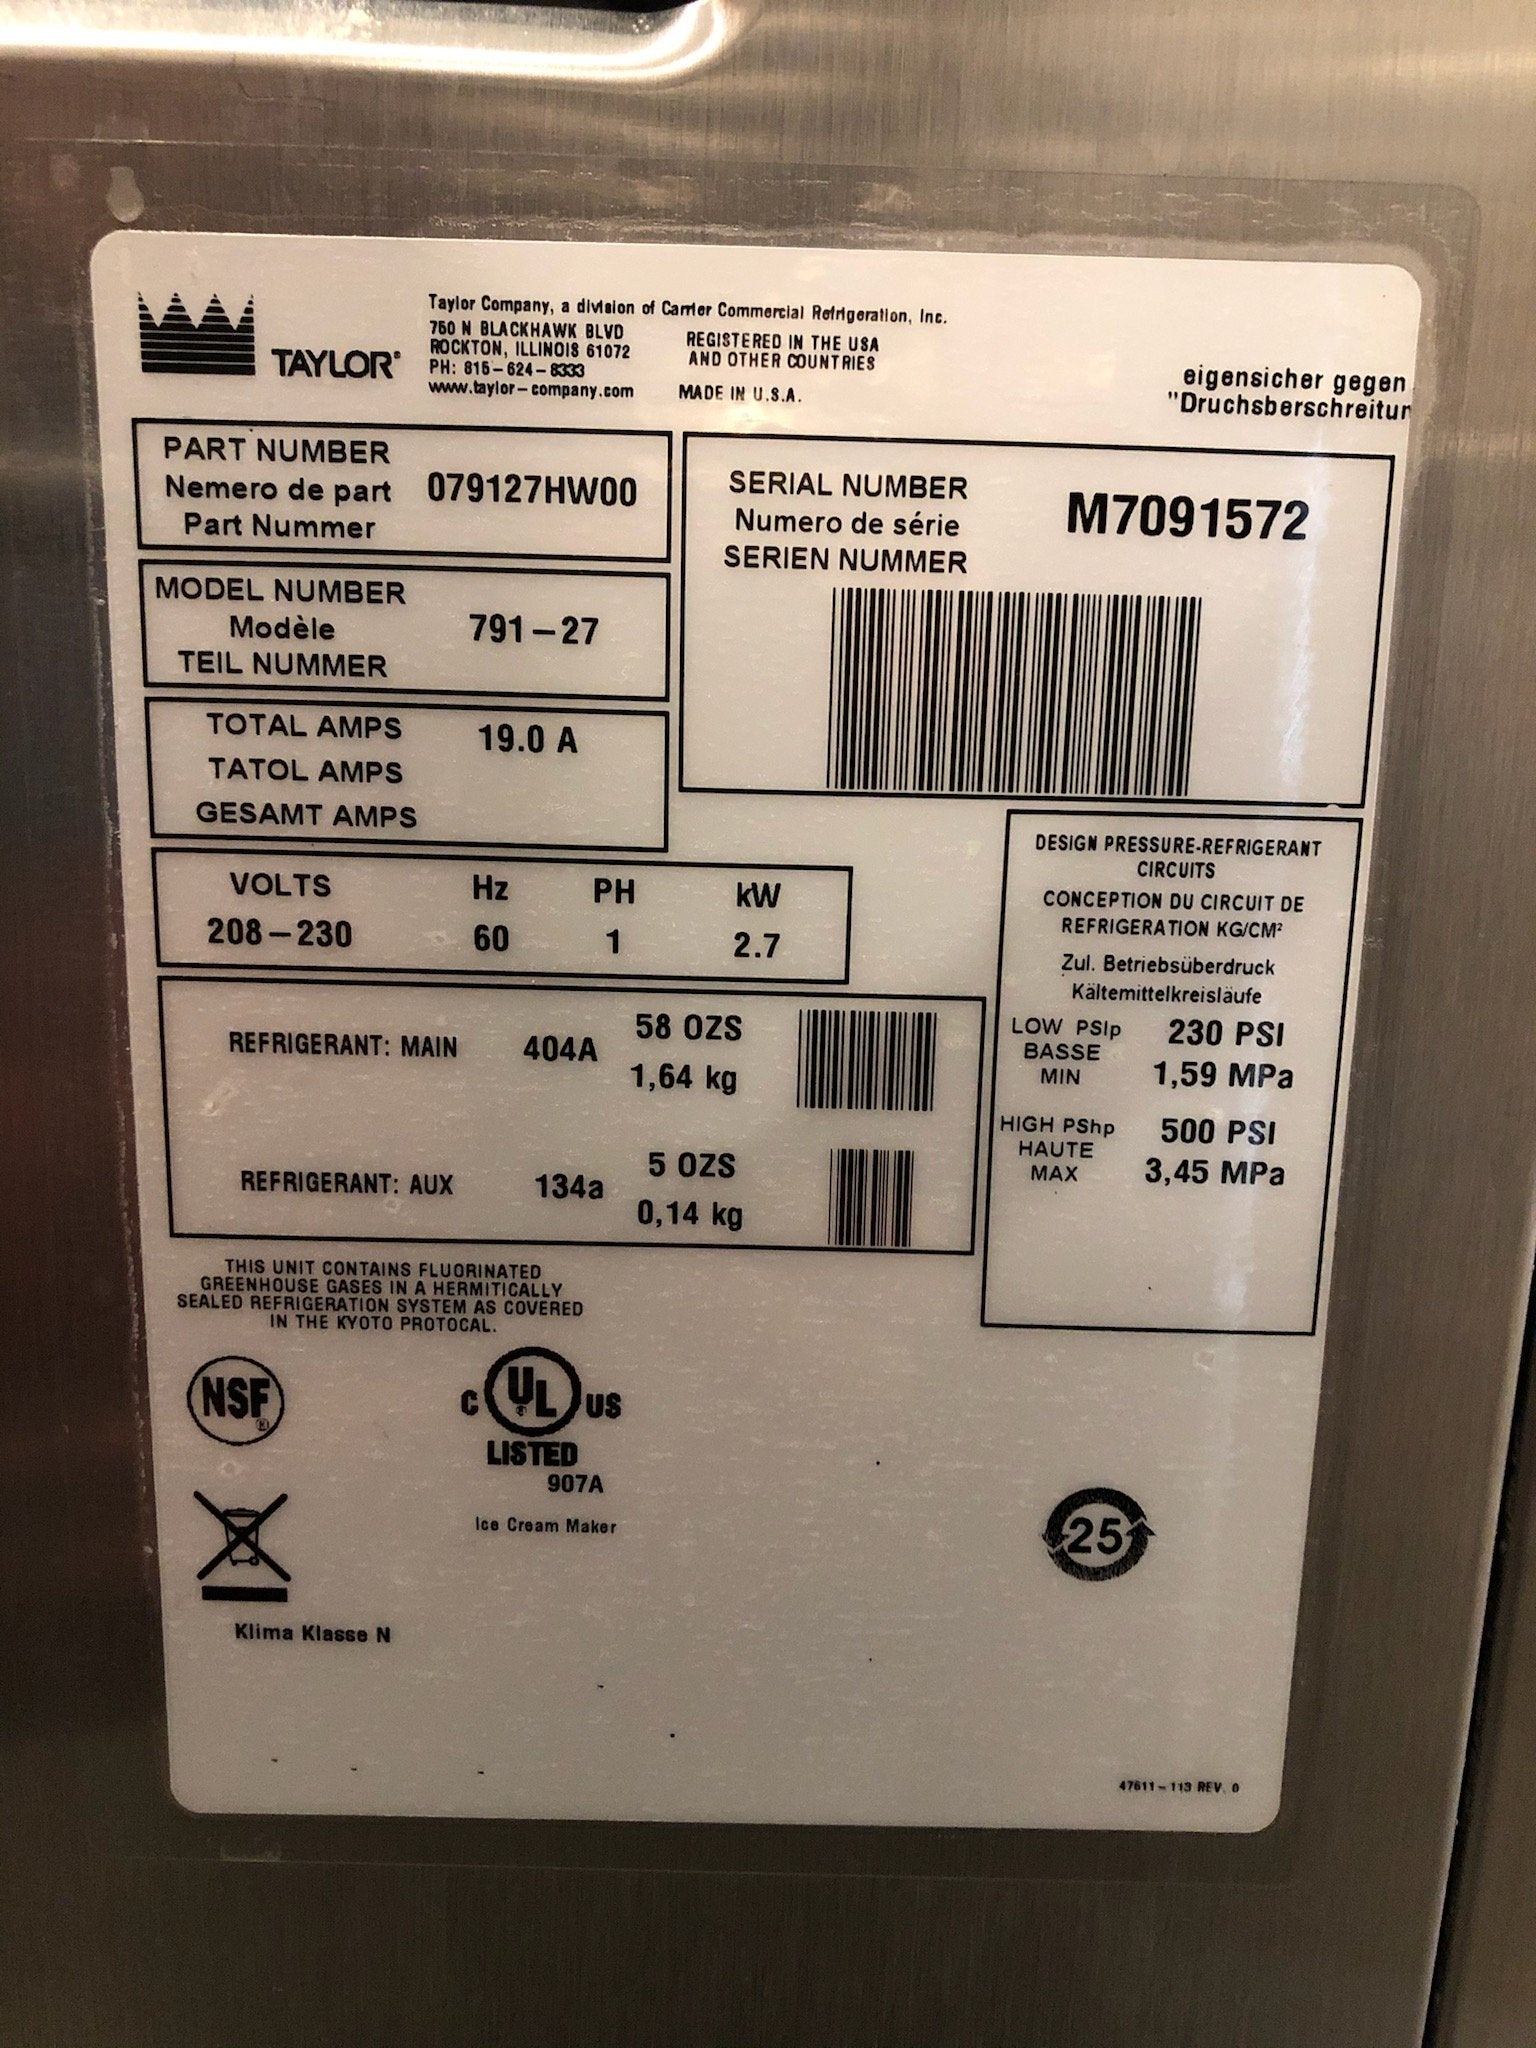 TAYLOR®
Taylor Company, a division of Carrier Commercial Refrigeration, Inc.
750 N BLACKHAWK BLVD
ROCKTON, ILLINOIS 61072
PH: 815-624-8333
www.taylor-company.com
REGISTERED IN THE USA
AND OTHER COUNTRIES
MADE IN U.S.A.
eigensicher gegen
"Druchsberschreitun
PART NUMBER
Nemero de part 079127HW00
Part Nummer
SERIAL NUMBER
Numero de série M7091572
SERIEN NUMMER
MODEL NUMBER
Modèle 791-27
TEIL NUMMER
TOTAL AMPS 19.0 A
TATOL AMPS
GESAMT AMPS
VOLTS Hz PH kW
208-230 60 1 2.7
DESIGN PRESSURE-REFRIGERANT
CIRCUITS
CONCEPTION DU CIRCUIT DE
REFRIGERATION KG/CM²
Zul. Betriebsüberdruck
Kältemittelkreisläufe
LOW PSIp 230 PSI
BASSE
MIN 1,59 MPa
HIGH PShp 500 PSI
HAUTE
MAX 3,45 MPa
REFRIGERANT: MAIN 404A 58 OZS
1,64 kg
REFRIGERANT: AUX 134a 5 OZS
0,14 kg
THIS UNIT CONTAINS FLUORINATED
GREENHOUSE GASES IN A HERMITICALLY
SEALED REFRIGERATION SYSTEM AS COVERED
IN THE KYOTO PROTOCAL.
NSF®
C UL® US
LISTED
907A
Ice Cream Maker
25
Klima Klasse N
47611-113 REV. 0